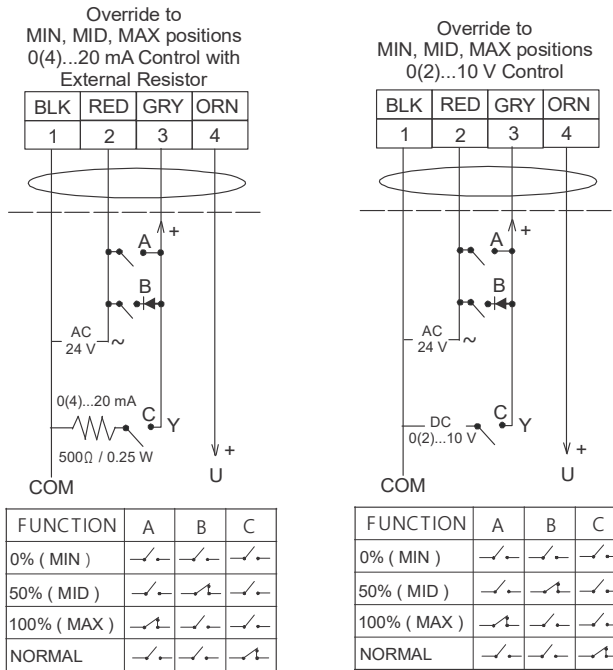 Override to
MIN, MID, MAX positions
0(4)...20 mA Control with
External Resistor
BLK RED GRY ORN
1 2 3 4
+
A
B
AC
24 V ~
0(4)...20 mA
C Y
500Ω / 0.25 W
+
U
COM
FUNCTION A B C
0% ( MIN )
50% ( MID )
100% ( MAX )
NORMAL
Override to
MIN, MID, MAX positions
0(2)...10 V Control
BLK RED GRY ORN
1 2 3 4
+
A
B
AC
24 V ~
DC
0(2)...10 V
C Y
+
U
COM
FUNCTION A B C
0% ( MIN )
50% ( MID )
100% ( MAX )
NORMAL